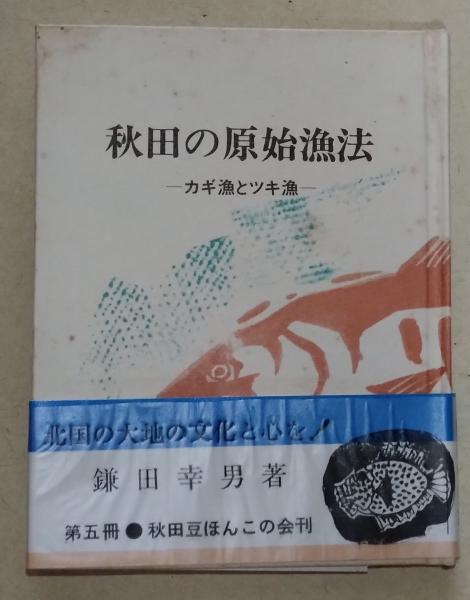 秋田の原始漁法
—カギ漁とツキ漁—
北国の大地の文化と心を!
鎌田幸男著
第五冊●秋田豆ほんこの会刊